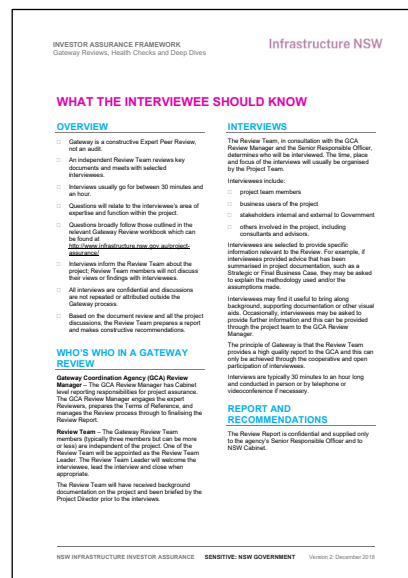 INVESTOR ASSURANCE FRAMEWORK
Gateway Reviews, Health Checks and Deep Dives
Infrastructure NSW
WHAT THE INTERVIEWEE SHOULD KNOW
OVERVIEW
Gateway is a constructive Expert Peer Review,
not an audit.
An independent Review Team reviews key
documents and meets with selected
interviewees.
Interviews usually go for between 30 minutes and
an hour.
Questions will relate to the interviewee's area of
expertise and function within the project.
Questions broadly follow those outlined in the
relevant Gateway Review workbook which can
be found at
http://www.infrastructure.nsw.gov.au/project-
assurance/
Interviews inform the Review Team about the
project; Review Team members will not discuss
their views or findings with interviewees.
All interviews are confidential and discussions
are not repeated or attributed outside the
Gateway process.
Based on the document review and all the project
discussions, the Review Team prepares a report
and makes constructive recommendations.
WHO'S WHO IN A GATEWAY
REVIEW
Gateway Coordination Agency (GCA) Review
Manager – The GCA Review Manager has Cabinet
level reporting responsibilities for project assurance.
The GCA Review Manager engages the expert
Reviewers, prepares the Terms of Reference, and
manages the Review process through to finalising the
Review Report.
Review Team – The Gateway Review Team
members (typically three members but can be more
or less) are independent of the project. One of the
Review Team will be appointed as the Review Team
Leader. The Review Team Leader will welcome the
interviewee, lead the interview and close when
appropriate.
The Review Team will have received background
documentation on the project and been briefed by the
Project Director prior to the interviews.
INTERVIEWS
The Review Team, in consultation with the GCA
Review Manager and the Senior Responsible Officer,
determines who will be interviewed. The time, place
and focus of the interviews will usually be organised
by the Project Team.
Interviewees include:
project team members
business users of the project
stakeholders internal and external to Government
others involved in the project, including
consultants and advisors.
Interviewees are selected to provide specific
information relevant to the Review. For example, if
interviewees provided advice that has been
summarised in project documentation, such as a
Strategic or Final Business Case, they may be asked
to explain the methodology used and/or the
assumptions made.
Interviewees may find it useful to bring along
background, supporting documentation or other visual
aids. Occasionally, interviewees may be asked to
provide further information and this can be provided
through the project team to the GCA Review
Manager.
The principle of Gateway is that the Review Team
provides a high quality report to the GCA and this can
only be achieved through the cooperative and open
participation of interviewees.
Interviews are typically 30 minutes to an hour long
and conducted in person or by telephone or
videoconference if necessary.
REPORT AND
RECOMMENDATIONS
The Review Report is confidential and supplied only
to the agency's Senior Responsible Officer and to
NSW Cabinet.
NSW INFRASTRUCTURE INVESTOR ASSURANCE SENSITIVE: NSW GOVERNMENT Version 2: December 2018